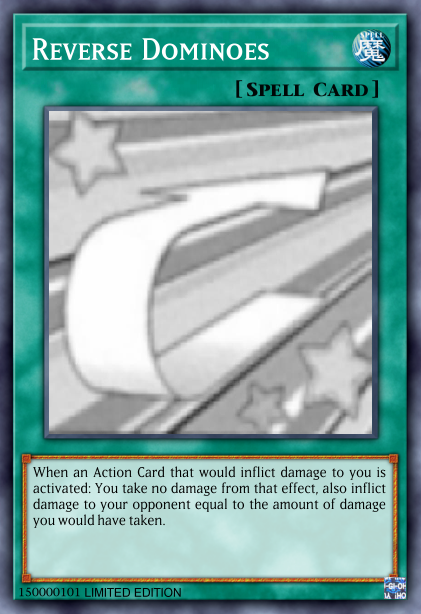 Reverse Dominoes
SPELL
魔
[ Spell Card ]
When an Action Card that would inflict damage to you is
activated: You take no damage from that effect, also inflict
damage to your opponent equal to the amount of damage
you would have taken.
150000101 LIMITED EDITION